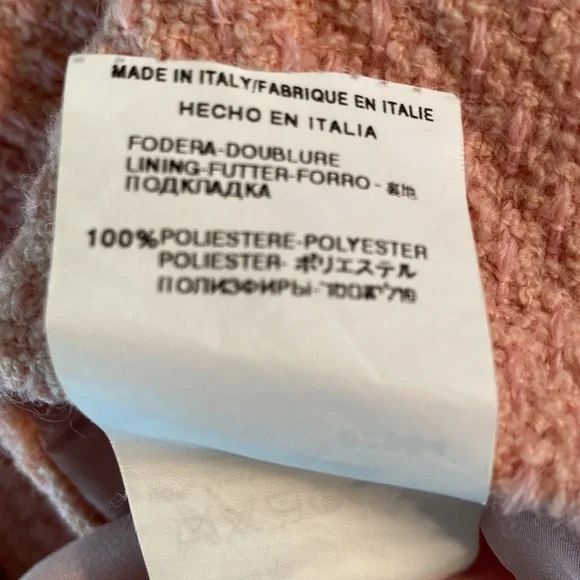 MADE IN ITALY/FABRIQUE EN ITALIE
HECHO EN ITALIA
FODERA-DOUBLURE
LINING-FUTTER-FORRO - 裏地
ПОДКЛАДКА
100% POLIESTERE-POLYESTER
POLIESTER- ポリエステル
ПОЛИЭФИРЫ-